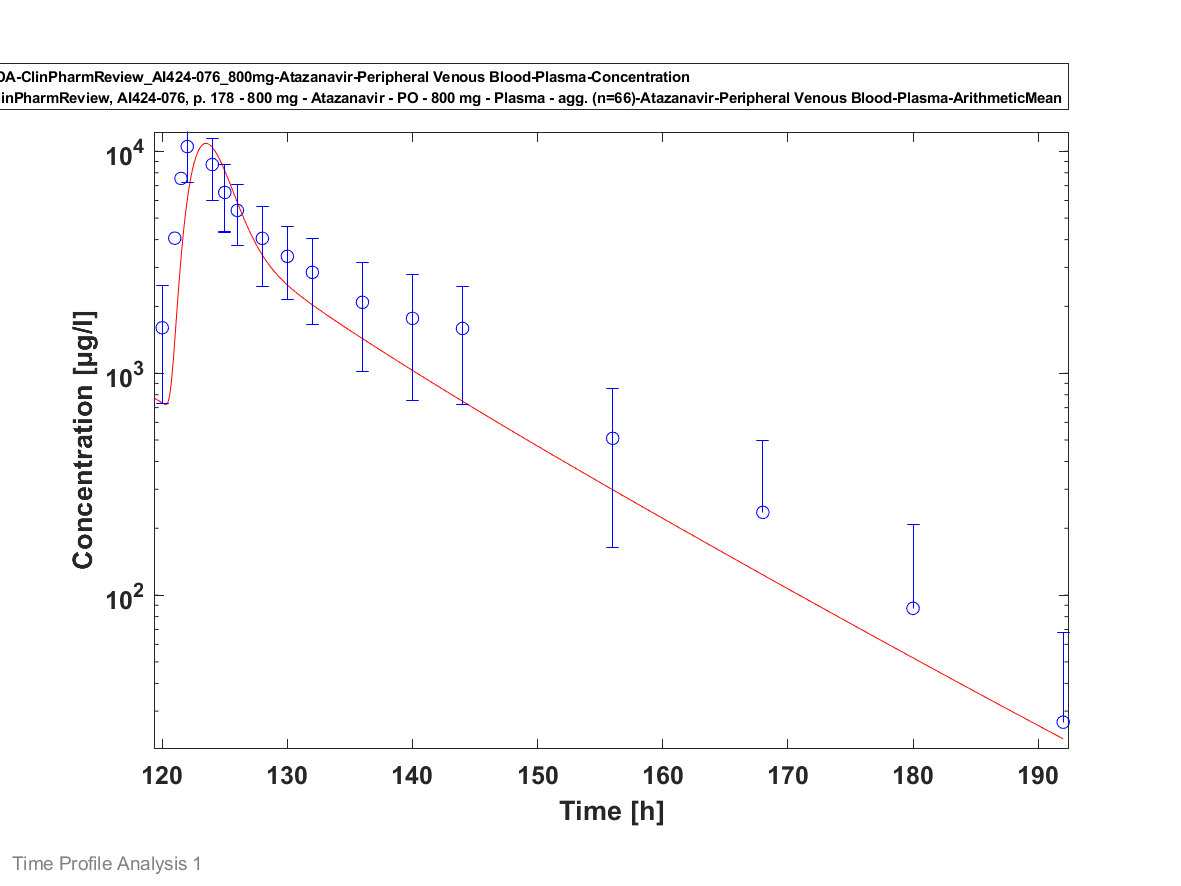 DA-ClinPharmReview_AI424-076_800mg-Atazanavir-Peripheral Venous Blood-Plasma-Concentration
linPharmReview, AI424-076, p. 178 - 800 mg - Atazanavir - PO - 800 mg - Plasma - agg. (n=66)-Atazanavir-Peripheral Venous Blood-Plasma-ArithmeticMean
10^4
10^3
10^2
Concentration [µg/l]
120 130 140 150 160 170 180 190
Time [h]
Time Profile Analysis 1